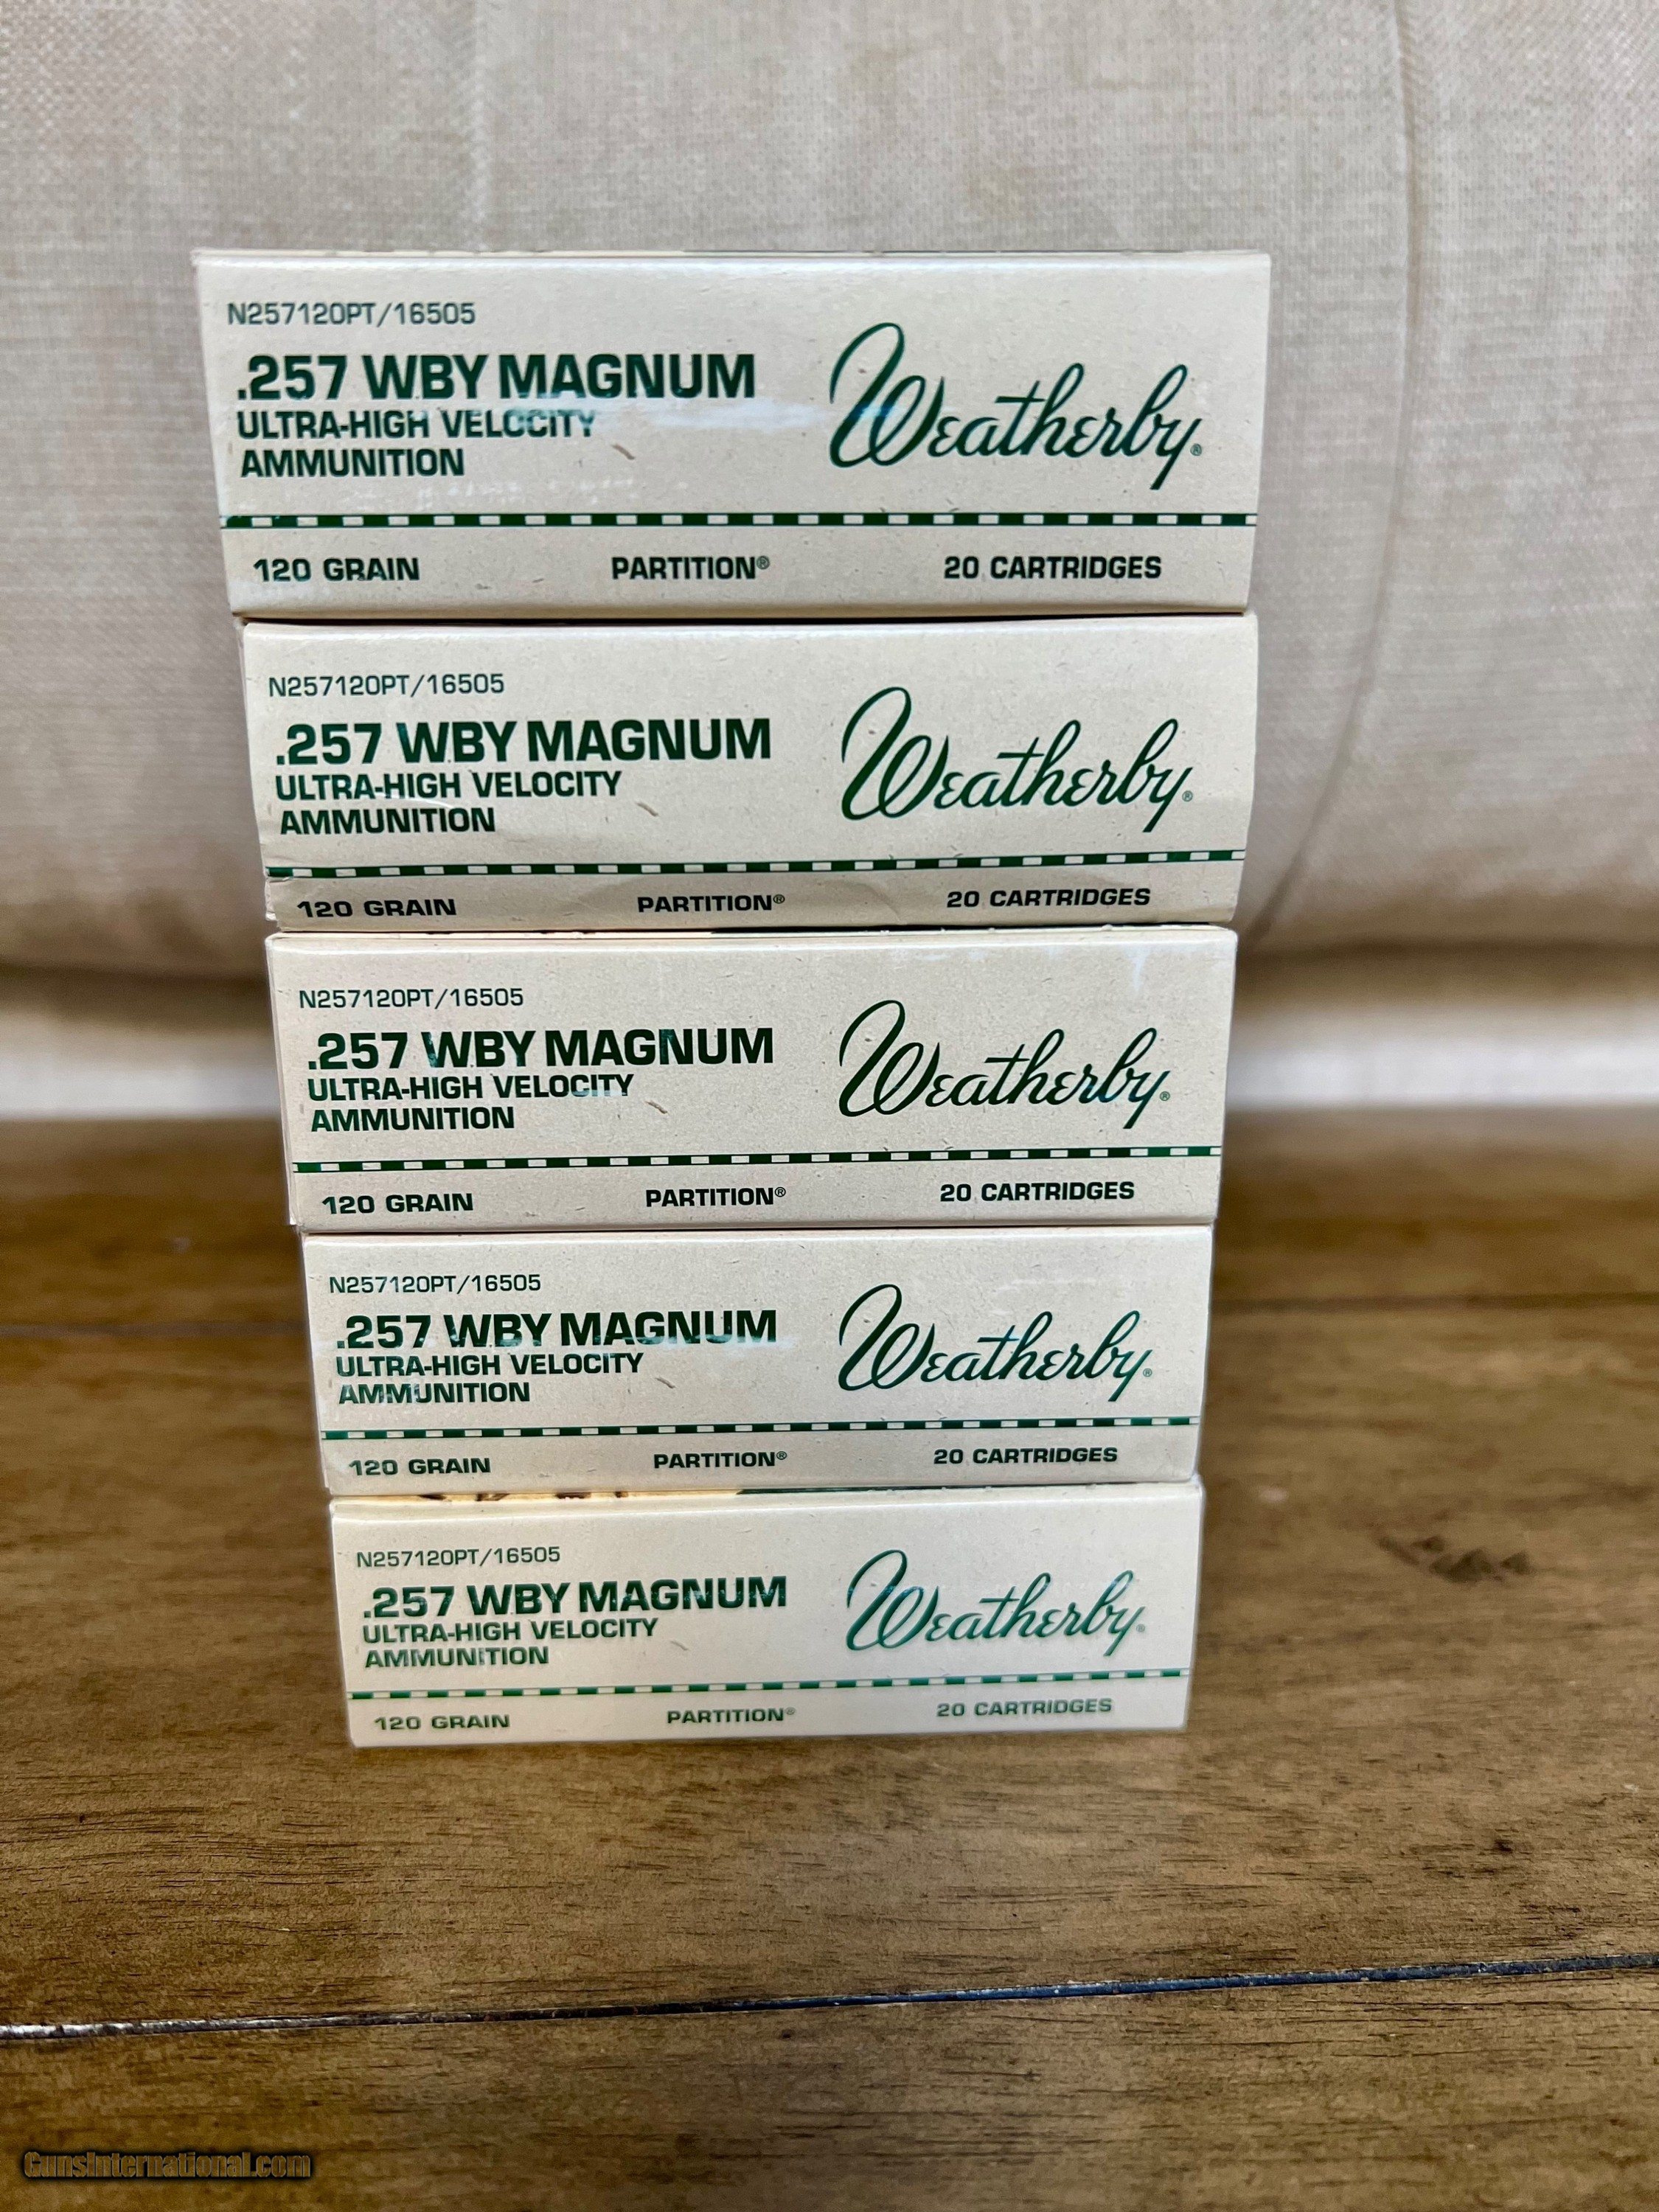 N257120PT/16505
.257 WBY MAGNUM
ULTRA-HIGH VELOCITY
AMMUNITION
Weatherby®
120 GRAIN PARTITION® 20 CARTRIDGES
N257120PT/16505
.257 WBY MAGNUM
ULTRA-HIGH VELOCITY
AMMUNITION
Weatherby®
120 GRAIN PARTITION® 20 CARTRIDGES
N257120PT/16505
.257 WBY MAGNUM
ULTRA-HIGH VELOCITY
AMMUNITION
Weatherby®
120 GRAIN PARTITION® 20 CARTRIDGES
N257120PT/16505
.257 WBY MAGNUM
ULTRA-HIGH VELOCITY
AMMUNITION
Weatherby®
120 GRAIN PARTITION® 20 CARTRIDGES
N257120PT/16505
.257 WBY MAGNUM
ULTRA-HIGH VELOCITY
AMMUNITION
Weatherby®
120 GRAIN PARTITION® 20 CARTRIDGES
GunsInternational.com